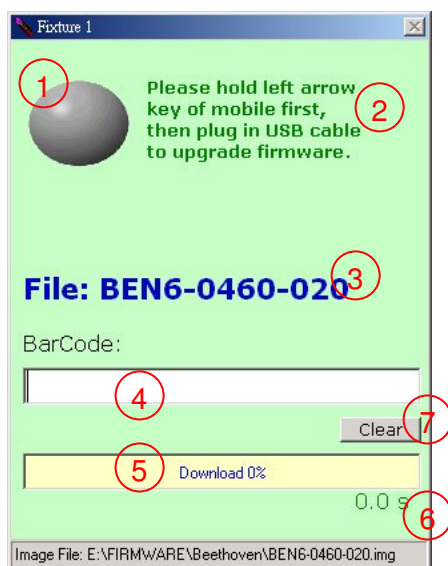 Fixture 1
1
Please hold left arrow
key of mobile first,
then plug in USB cable
to upgrade firmware.
2
File: BEN6-0460-020
3
BarCode:
4
Clear
7
5
Download 0%
0.0 s
6
Image File: E:\FIRMWARE\Beethoven\BEN6-0460-020.img